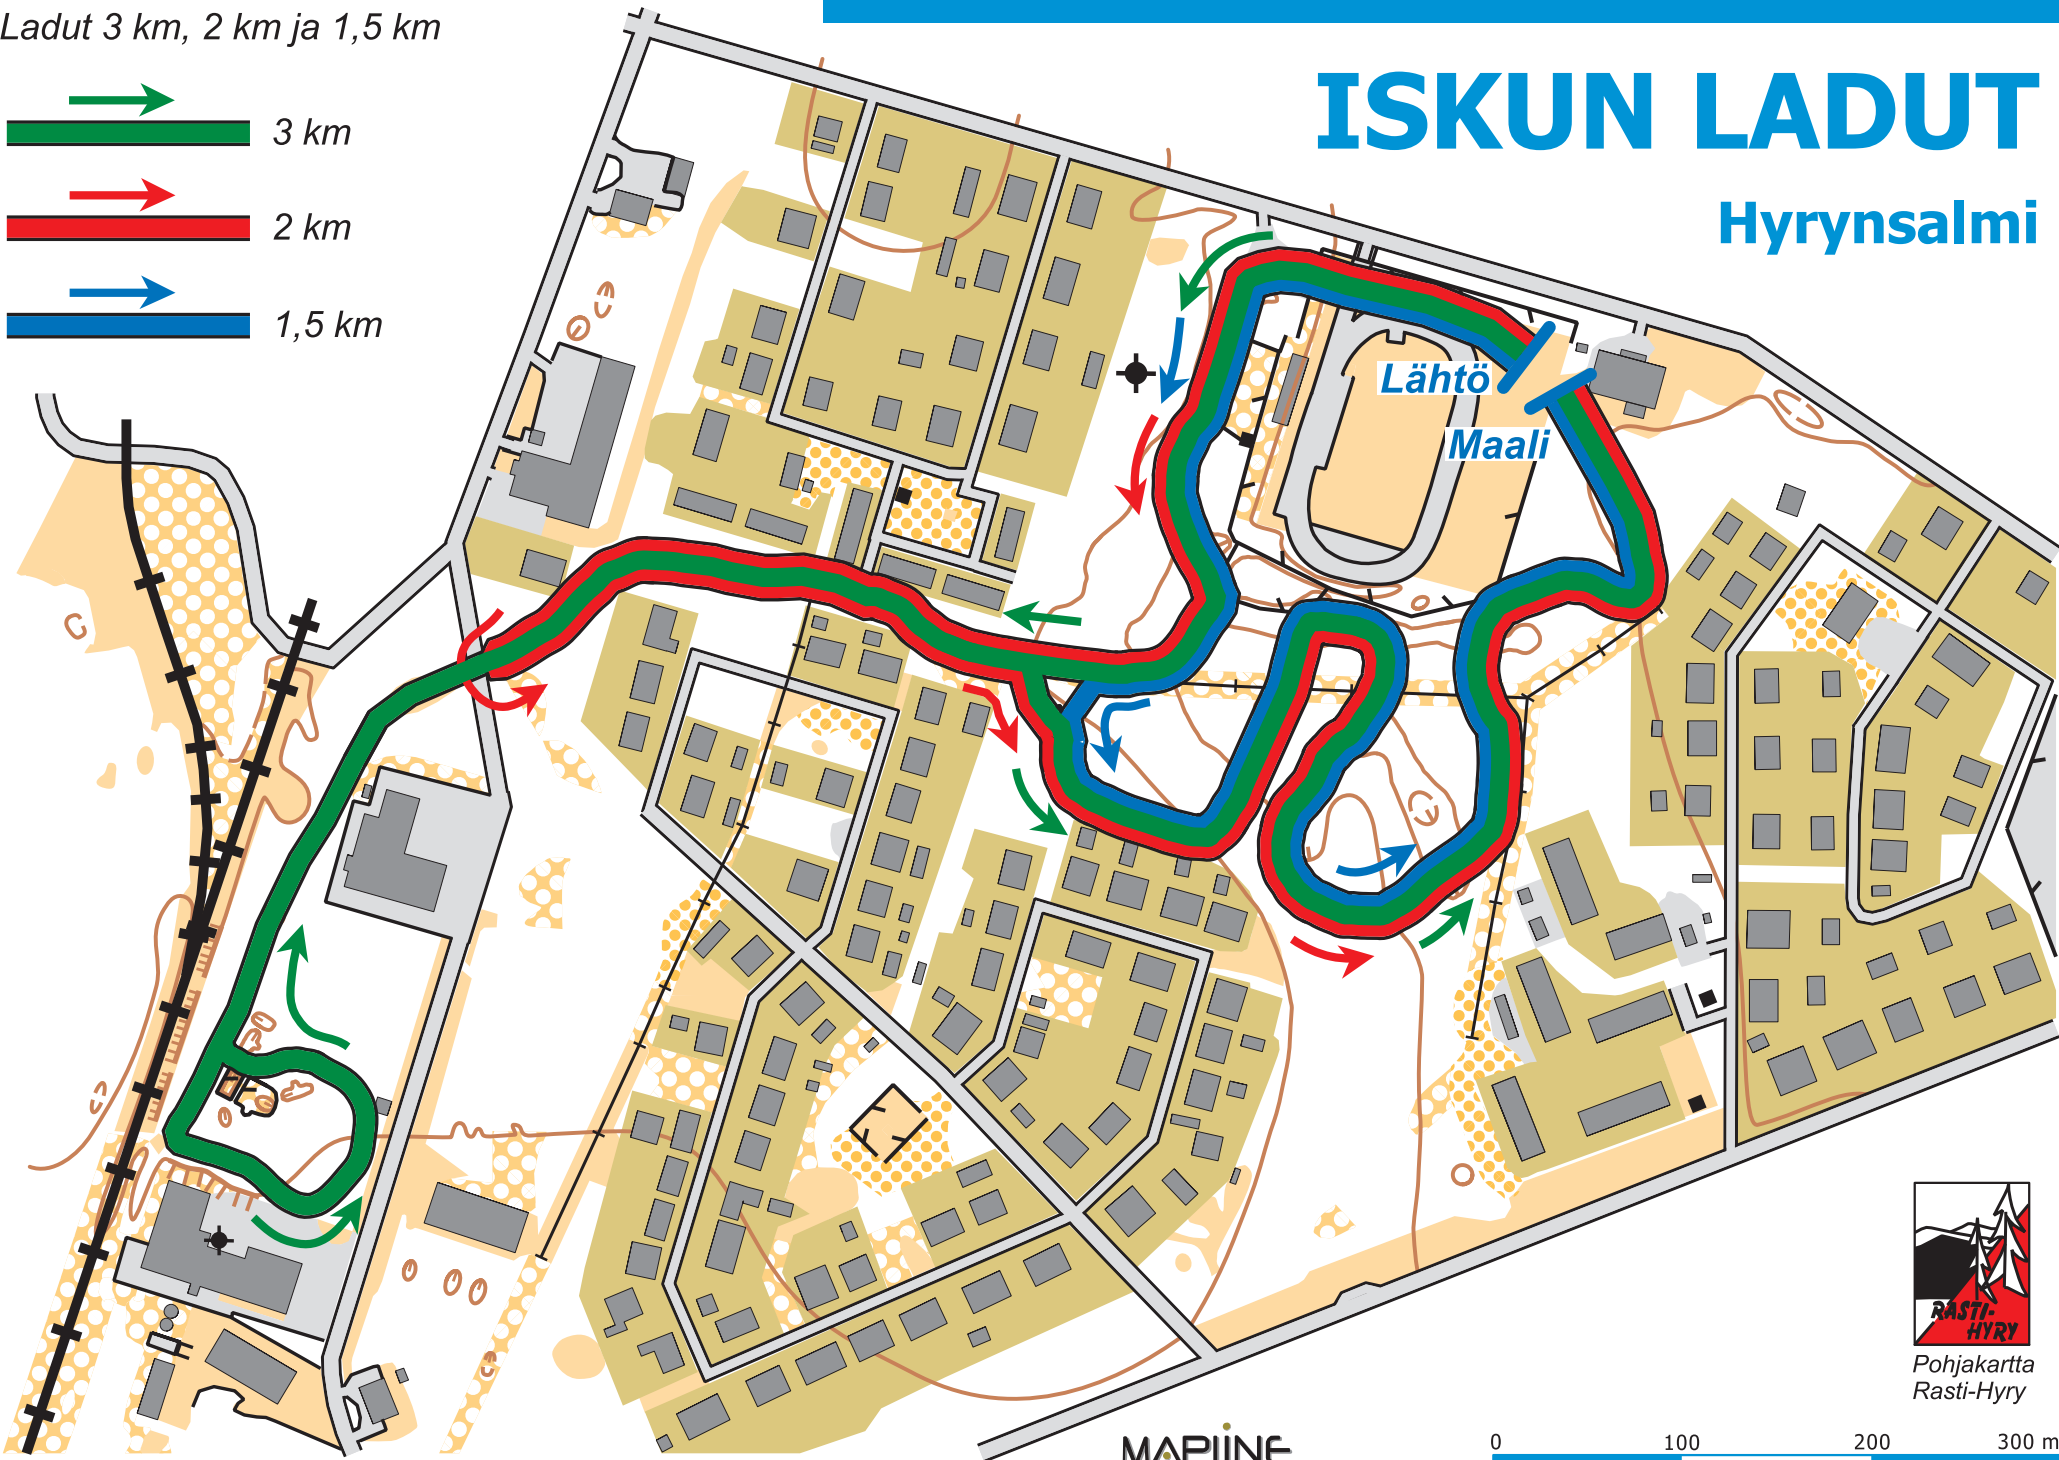 Ladut 3 km, 2 km ja 1,5 km
3 km
2 km
1,5 km
ISKUN LADUT
Hyrynsalmi
Lähtö
Maali
RASTI-
HYRY
Pohjakartta
Rasti-Hyry
MAPIINE
0 100 200 300 m